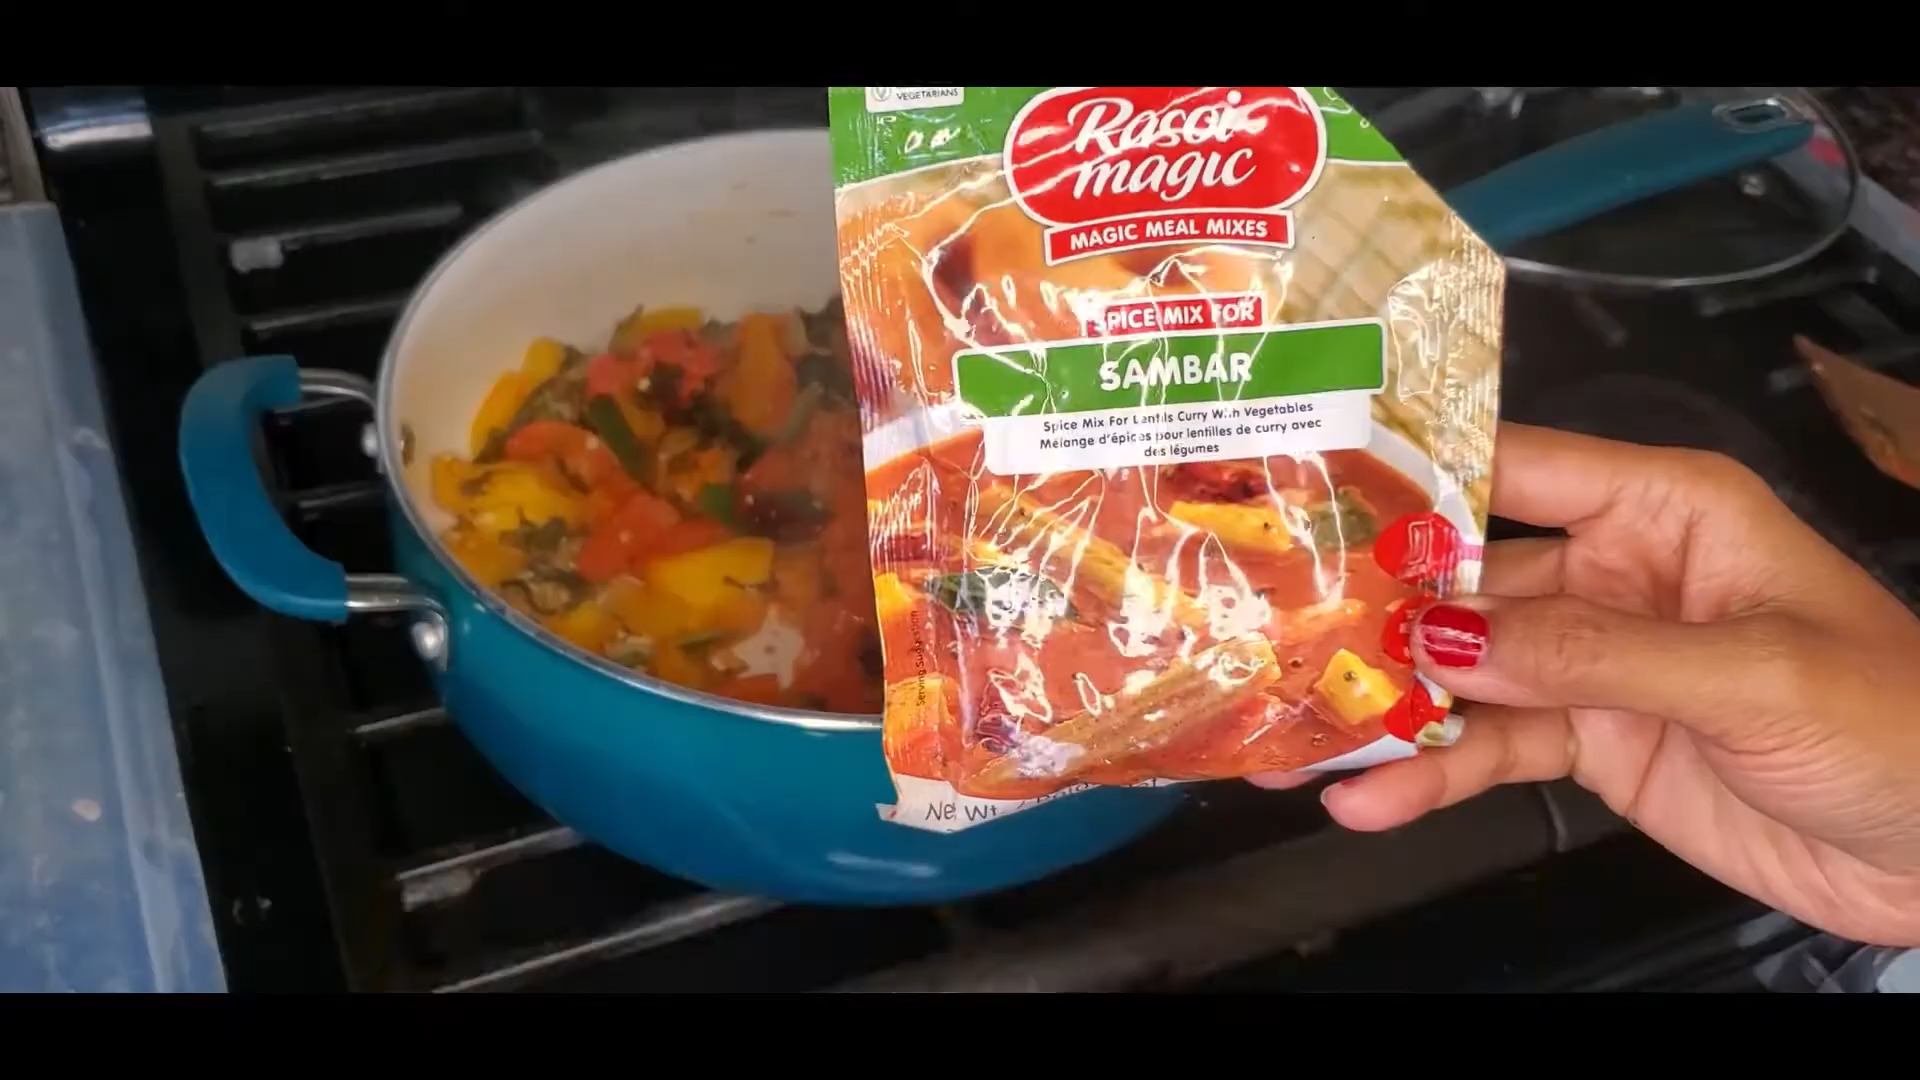 VEGETARIANS
Rasoi
magic
MAGIC MEAL MIXES
SPICE MIX FOR
SAMBAR
Spice Mix For Lentils Curry With Vegetables
Mélange d'épices pour lentilles de curry avec
des légumes
Serving Suggestion
Net Wt